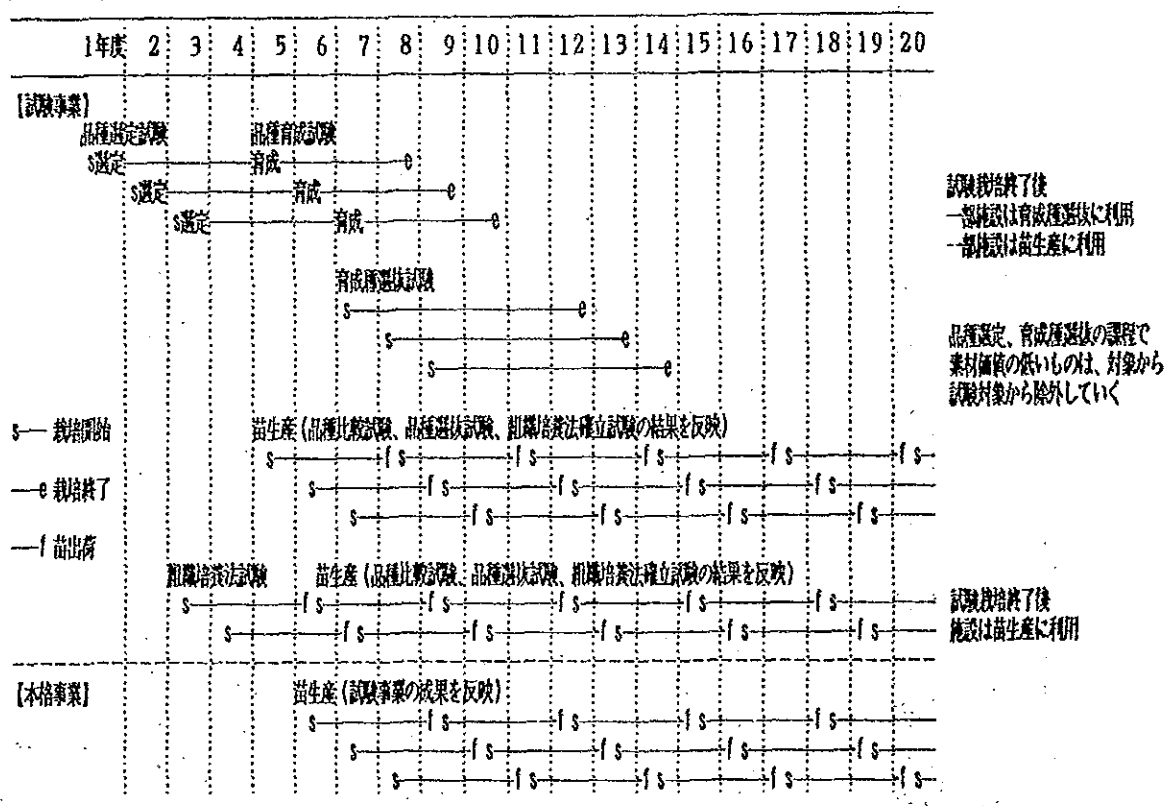 1年度 2 3 4 5 6 7 8 9 10 11 12 13 14 15 16 17 18 19 20
【試験事業】
品種選定試験 品種育成試験
s選定 育成 e
s選定 育成 e
s選定 育成 e
試験栽培終了後
一部施設は育成種選抜に利用
一部施設は苗生産に利用
育成種選抜試験
s e
s e
s e
品種選定、育成種選抜の課程で
素材価値の低いものは、対象から
試験対象から除外していく
s── 栽培開始
──e 栽培終了
──f 苗出荷
苗生産(品種比較試験、品種選抜試験、組織培養法確立試験の結果を反映)
s f s f s f s f s f s
s f s f s f s f s
s f s f s f s f s
組織培養法試験 苗生産(品種比較試験、品種選抜試験、組織培養法確立試験の結果を反映)
s f s f s f s f s f s
s f s f s f s f s f s
試験栽培終了後
施設は苗生産に利用
【本格事業】
苗生産(試験事業の成果を反映)
s f s f s f s f s
s f s f s f s f s
s f s f s f s f s